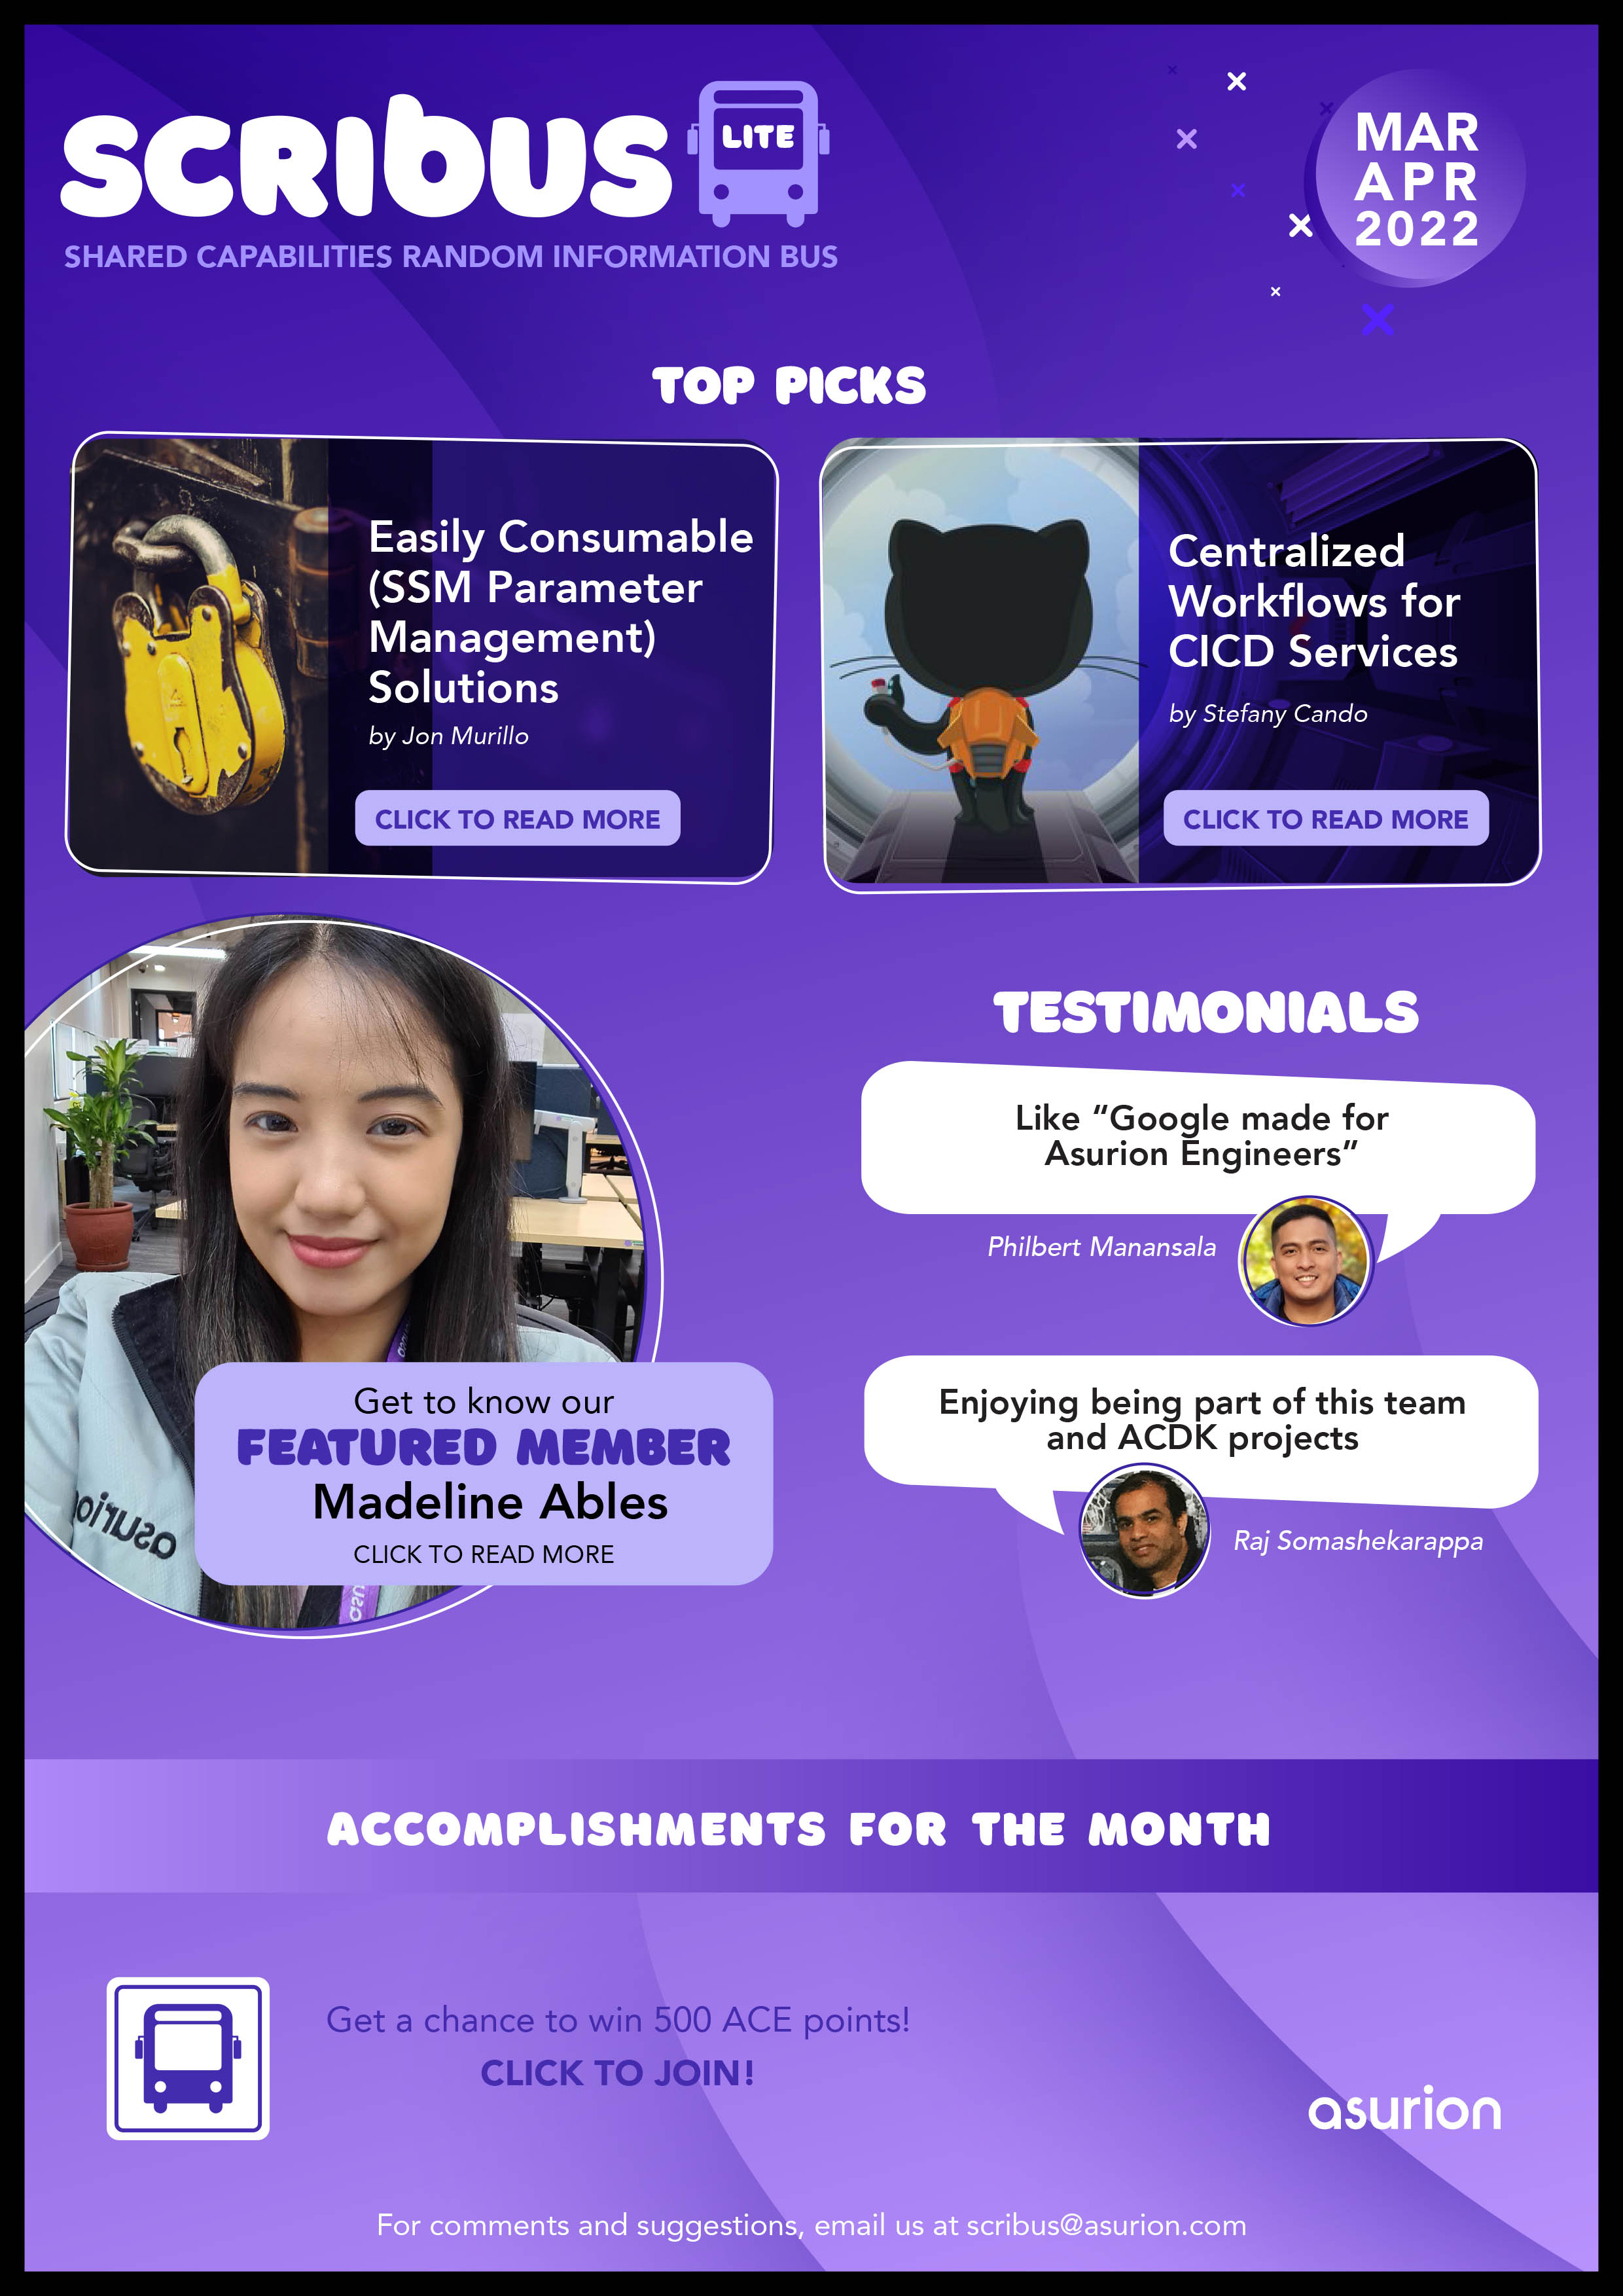 SCRIBUS
LITE
SHARED CAPABILITIES RANDOM INFORMATION BUS
MAR
APR
2022
TOP PICKS
Easily Consumable
(SSM Parameter
Management)
Solutions
by Jon Murillo
CLICK TO READ MORE
Centralized
Workflows for
CICD Services
by Stefany Cando
CLICK TO READ MORE
asurion
Get to know our
FEATURED MEMBER
Madeline Ables
CLICK TO READ MORE
TESTIMONIALS
Like “Google made for
Asurion Engineers”
Philbert Manansala
Enjoying being part of this team
and ACDK projects
Raj Somashekarappa
ACCOMPLISHMENTS FOR THE MONTH
Get a chance to win 500 ACE points!
CLICK TO JOIN!
asurion
For comments and suggestions, email us at scribus@asurion.com